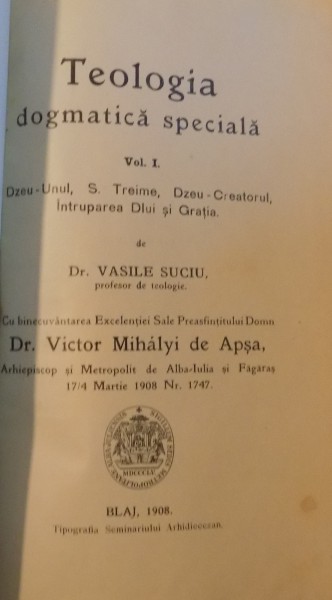 Teologia
dogmatică specială
Vol. I.
Dzeu-Unul, S. Treime, Dzeu-Creatorul,
Întruparea Dlui și Grația.
de
Dr. VASILE SUCIU,
profesor de teologie.
Cu binecuvântarea Excelenției Sale Preasfințitului Domn
Dr. Victor Mihályi de Apșa,
Arhiepiscop și Metropolit de Alba-Iulia și Făgăraș
17/4 Martie 1908 Nr. 1747.
MDCCCLV
BLAJ, 1908.
Tipografia Seminariului Arhidiecezan.